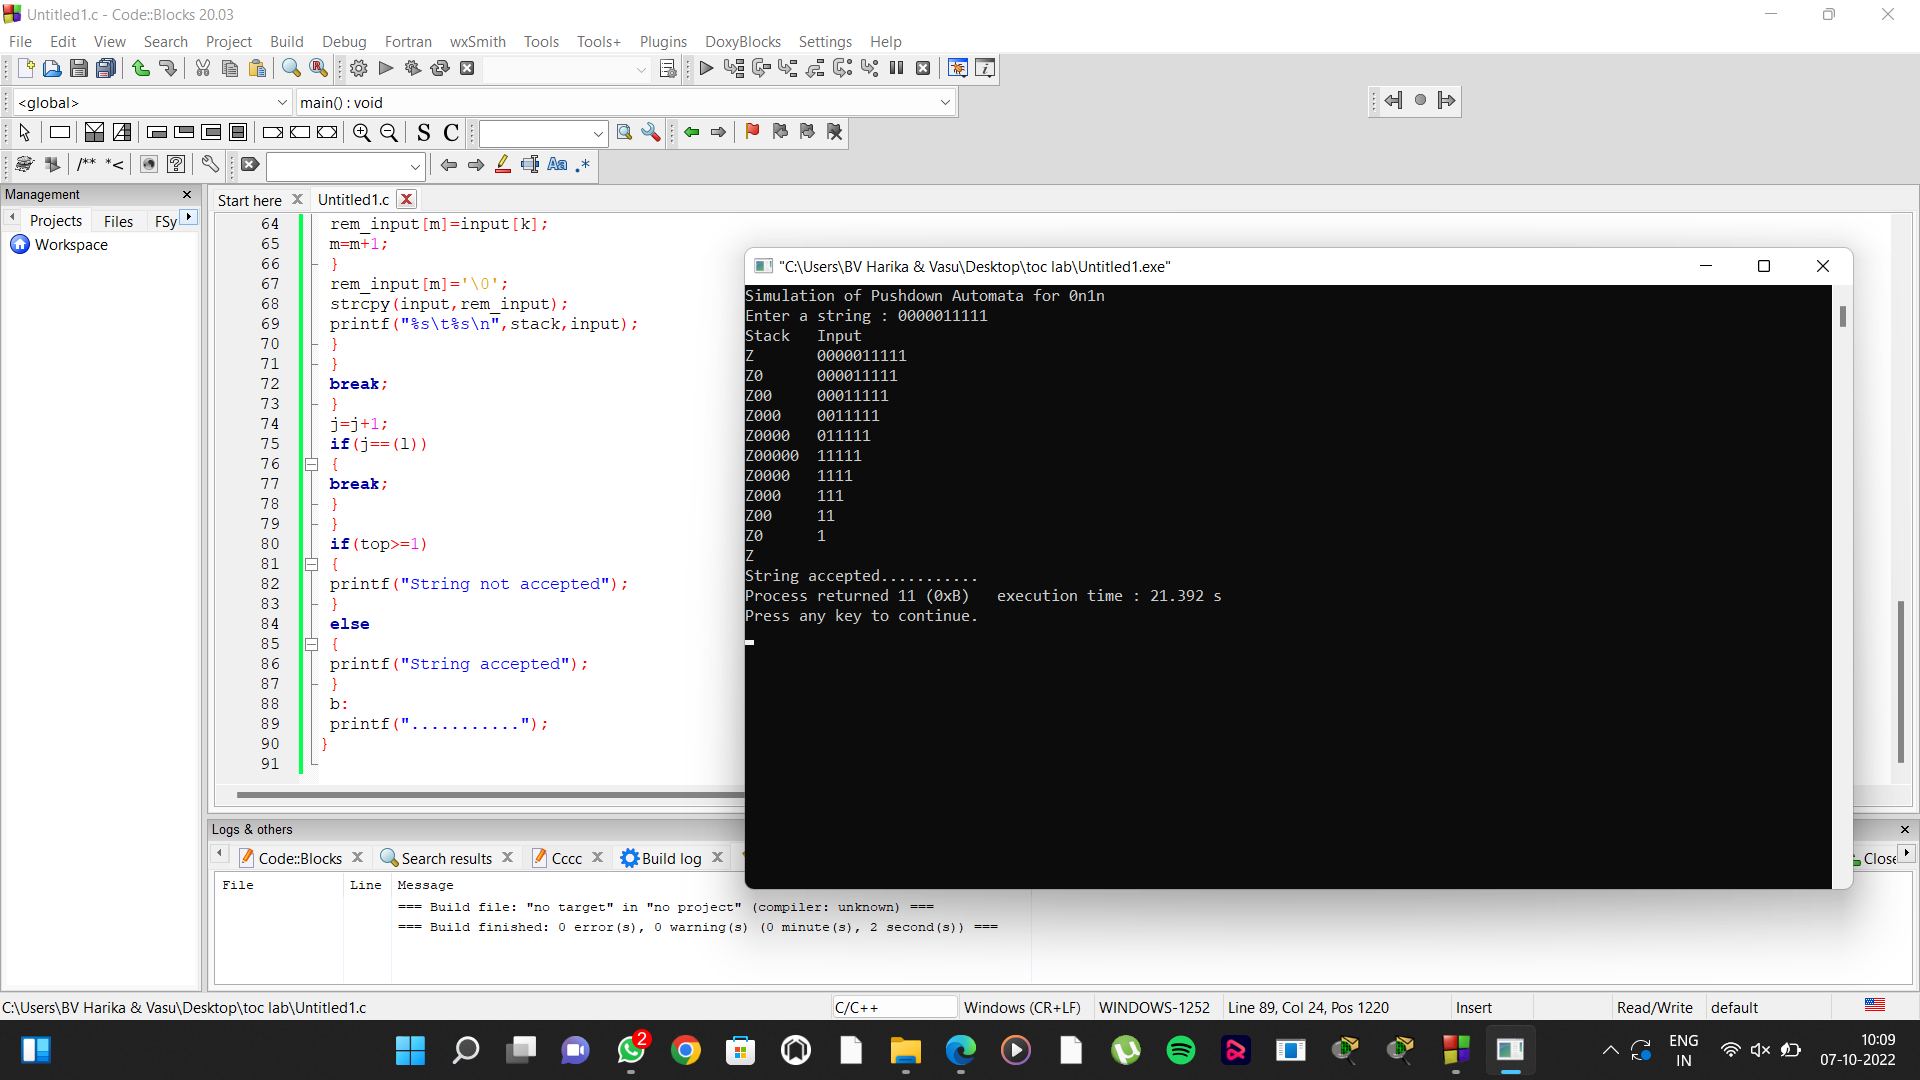 Untitled1.c - Code::Blocks 20.03
File Edit View Search Project Build Debug Fortran wxSmith Tools Tools+ Plugins DoxyBlocks Settings Help
<global> main() : void
S C
/** *<
Aa .*
Management
Projects Files FSy
Workspace
Start here Untitled1.c
64 rem_input[m]=input[k];
65 m=m+1;
66 }
67 rem_input[m]='\0';
68 strcpy(input,rem_input);
69 printf("%s\t%s\n",stack,input);
70 }
71 }
72 break;
73 }
74 j=j+1;
75 if(j==(l))
76 {
77 break;
78 }
79 }
80 if(top>=1)
81 {
82 printf("String not accepted");
83 }
84 else
85 {
86 printf("String accepted");
87 }
88 b:
89 printf("...........");
90 }
91
"C:\Users\BV Harika & Vasu\Desktop\toc lab\Untitled1.exe"
Simulation of Pushdown Automata for 0n1n
Enter a string : 0000011111
Stack Input
Z 0000011111
Z0 000011111
Z00 00011111
Z000 0011111
Z0000 011111
Z00000 11111
Z0000 1111
Z000 111
Z00 11
Z0 1
Z
String accepted...........
Process returned 11 (0xB) execution time : 21.392 s
Press any key to continue.
Logs & others
Code::Blocks Search results Cccc Build log Close
File Line Message
=== Build file: "no target" in "no project" (compiler: unknown) ===
=== Build finished: 0 error(s), 0 warning(s) (0 minute(s), 2 second(s)) ===
C:\Users\BV Harika & Vasu\Desktop\toc lab\Untitled1.c C/C++ Windows (CR+LF) WINDOWS-1252 Line 89, Col 24, Pos 1220 Insert Read/Write default
2
ENG
IN
10:09
07-10-2022